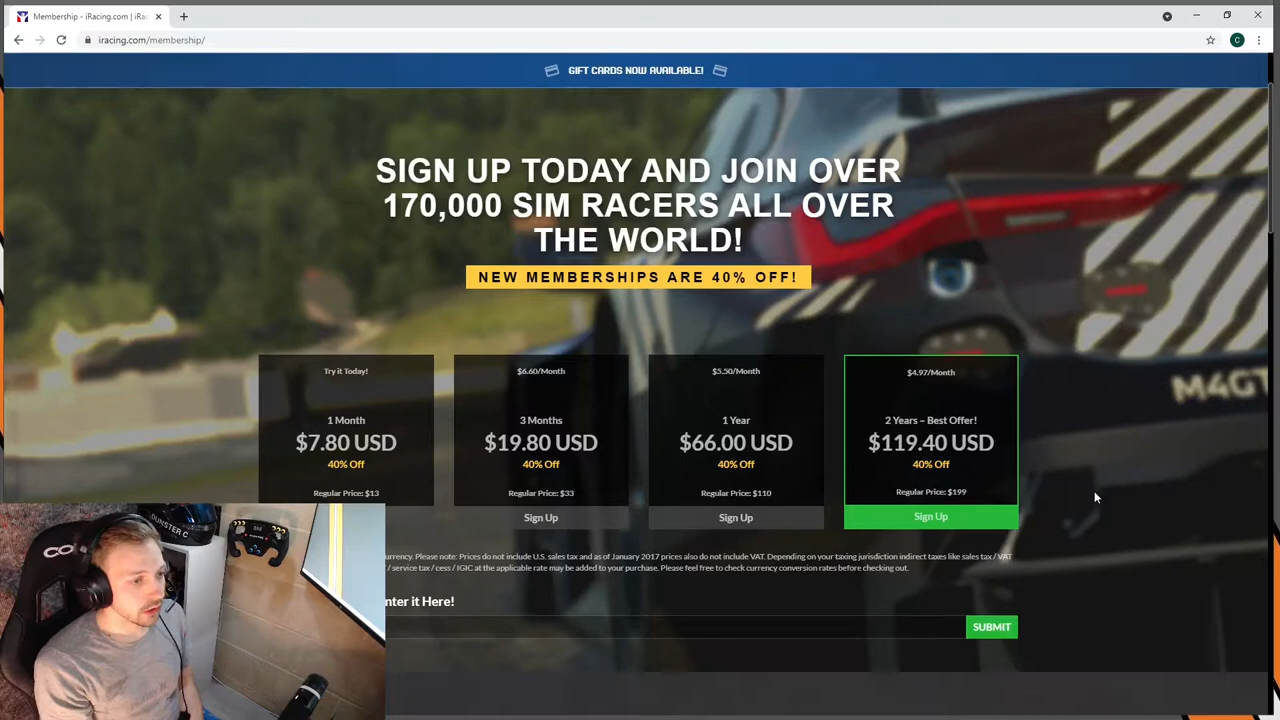 Membership - iRacing.com | iRac
iracing.com/membership/
C
GIFT CARDS NOW AVAILABLE!
SIGN UP TODAY AND JOIN OVER
170,000 SIM RACERS ALL OVER
THE WORLD!
NEW MEMBERSHIPS ARE 40% OFF!
M4GT
Try it Today!
1 Month
$7.80 USD
40% Off
Regular Price: $13
$6.60/Month
3 Months
$19.80 USD
40% Off
Regular Price: $33
Sign Up
$5.50/Month
1 Year
$66.00 USD
40% Off
Regular Price: $110
Sign Up
$4.97/Month
2 Years – Best Offer!
$119.40 USD
40% Off
Regular Price: $199
Sign Up
urrency. Please note: Prices do not include U.S. sales tax and as of January 2017 prices also do not include VAT. Depending on your taxing jurisdiction indirect taxes like sales tax / VAT
/ service tax / cess / IGIC at the applicable rate may be added to your purchase. Please feel free to check currency conversion rates before checking out.
nter it Here!
SUBMIT
DUNSTER C